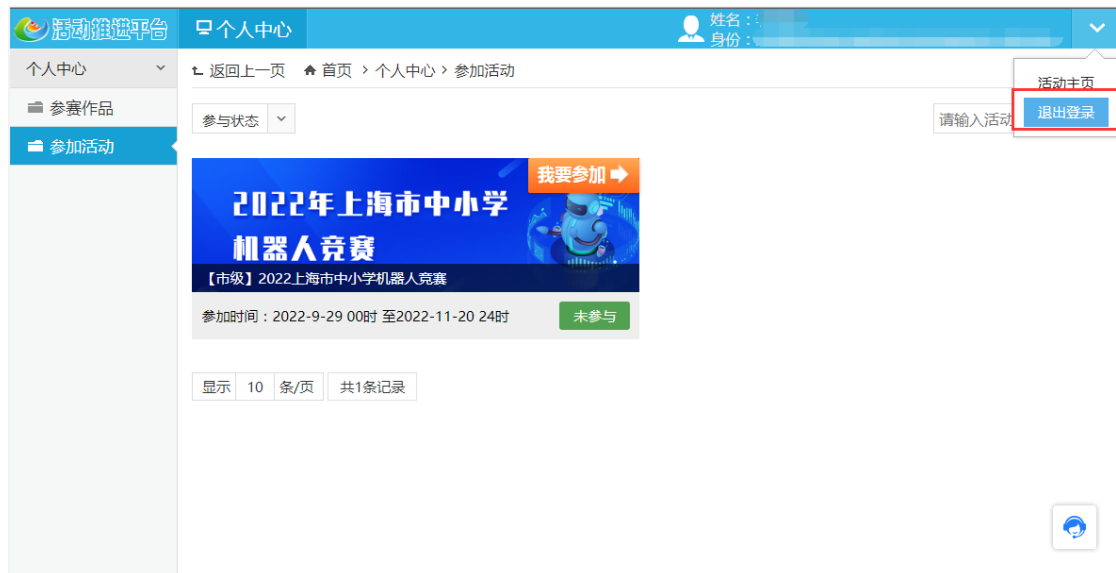 活动推进平台
个人中心
姓名：
身份：
个人中心
参赛作品
参加活动
返回上一页 首页 > 个人中心 > 参加活动
活动主页
退出登录
参与状态
请输入活动
我要参加
2022年上海市中小学
机器人竞赛
【市级】2022上海市中小学机器人竞赛
参加时间：2022-9-29 00时 至2022-11-20 24时
未参与
显示 10 条/页 共1条记录